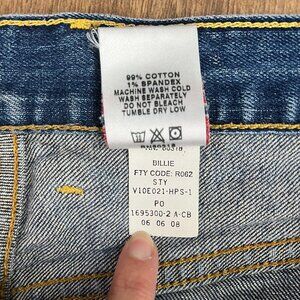 99% COTTON
1% SPANDEX
MACHINE WASH COLD
WASH SEPARATELY
DO NOT BLEACH
TUMBLE DRY LOW
BILLIE
FTY CODE: R062
STY
V10E021-HPS-1
PO
1695300-2 A-CB
06 06 08